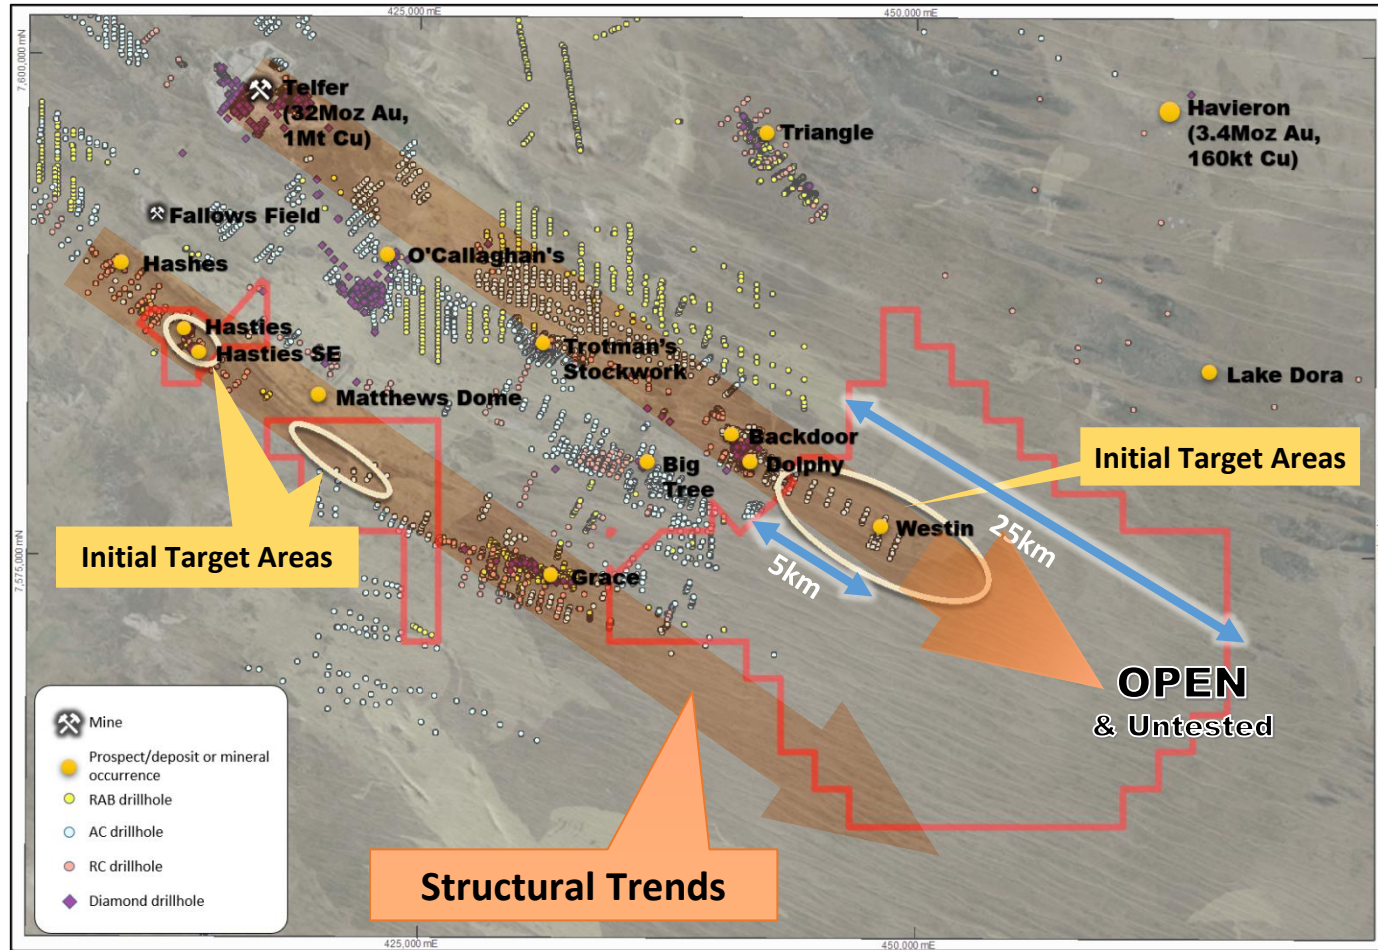 425,000 mE
450,000 mE
7,600,000 mN
Telfer
(32Moz Au,
1Mt Cu)
Triangle
Havieron
(3.4Moz Au,
160kt Cu)
Fallows Field
O'Callaghan's
Hashes
Hasties
Hasties SE
Trotman's
Stockwork
Lake Dora
Matthews Dome
Backdoor
Dolphy
Big
Tree
Initial Target Areas
Westin
25km
5km
Initial Target Areas
7,575,000 mN
Grace
OPEN
& Untested
Structural Trends
Mine
Prospect/deposit or mineral
occurrence
RAB drillhole
AC drillhole
RC drillhole
Diamond drillhole
425,000 mE
450,000 mE